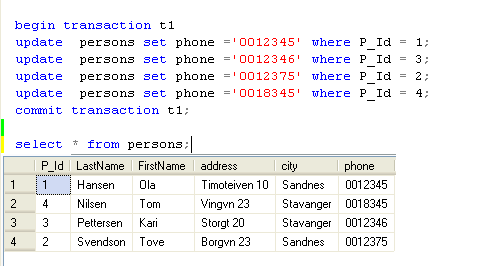 begin transaction t1
update persons set phone ='0012345' where P_Id = 1;
update persons set phone ='0012346' where P_Id = 3;
update persons set phone ='0012375' where P_Id = 2;
update persons set phone ='0018345' where P_Id = 4;
commit transaction t1;
select * from persons;
P_Id LastName FirstName address city phone
1 1 Hansen Ola Timoteiven 10 Sandnes 0012345
2 4 Nilsen Tom Vingvn 23 Stavanger 0018345
3 3 Pettersen Kari Storgt 20 Stavanger 0012346
4 2 Svendson Tove Borgvn 23 Sandnes 0012375